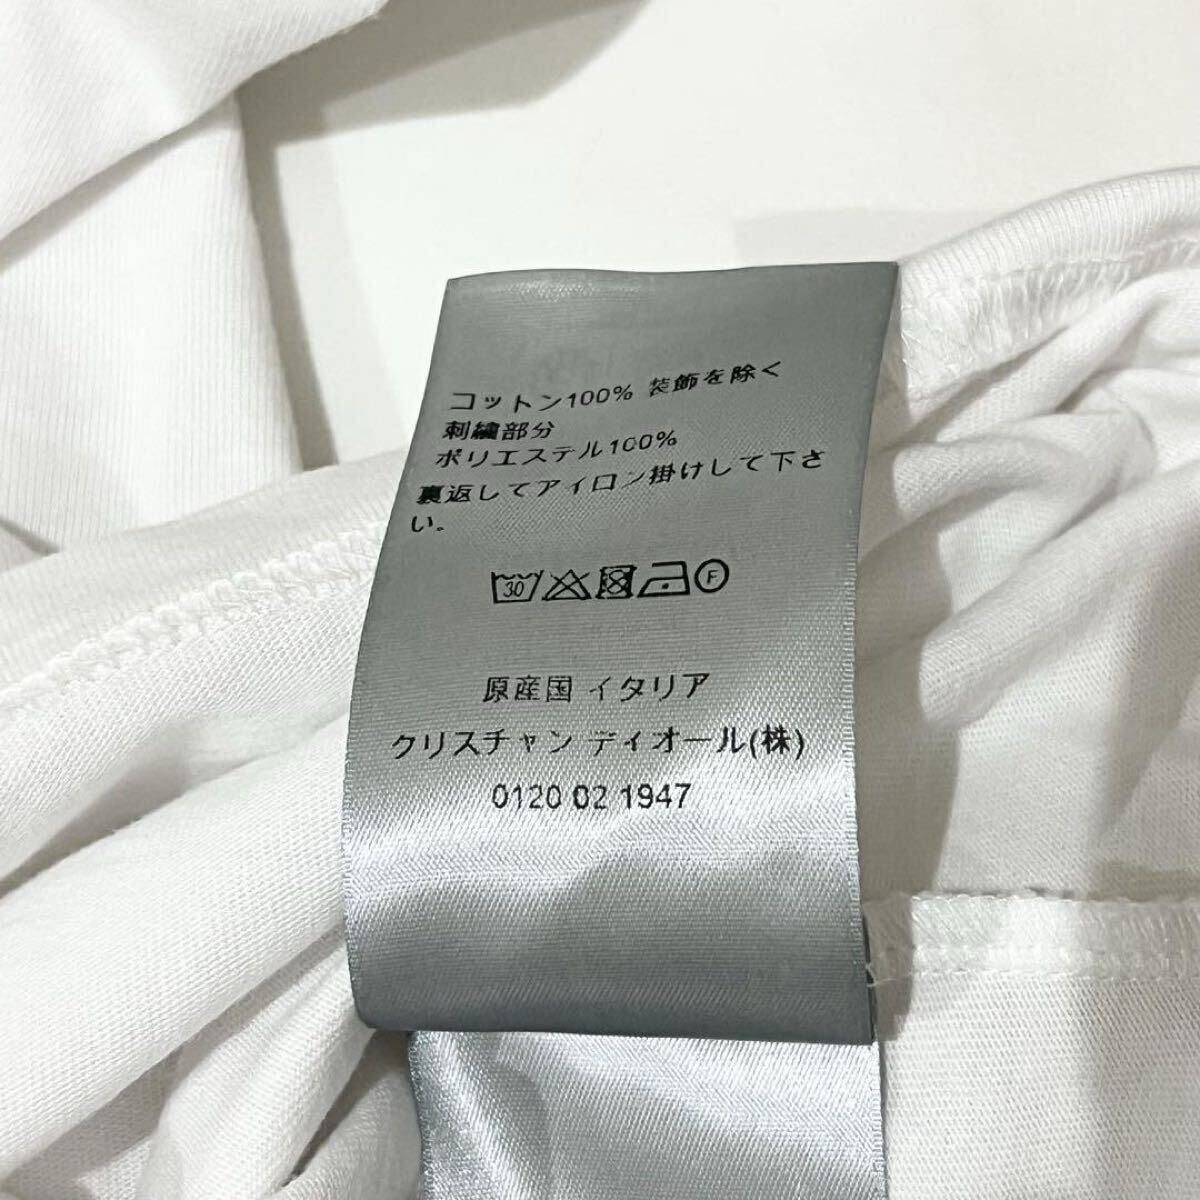 コットン100% 装飾を除く
刺繍部分
ポリエステル100%
裏返してアイロン掛けして下さ
い。
30 F
原産国 イタリア
クリスチャン ディオール(株)
0120 02 1947